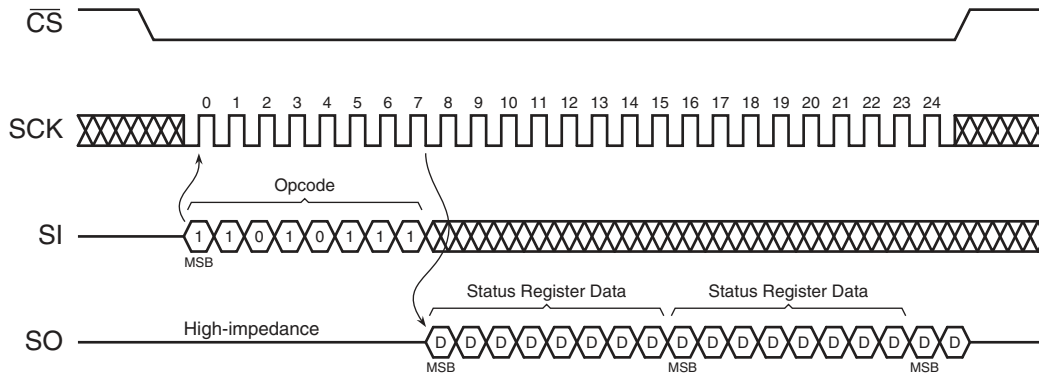 CS
SCK 0 1 2 3 4 5 6 7 8 9 10 11 12 13 14 15 16 17 18 19 20 21 22 23 24
Opcode
SI 1 1 0 1 0 1 1 1
MSB
Status Register Data Status Register Data
High-impedance
SO D D D D D D D D D D D D D D D D D D
MSB MSB MSB